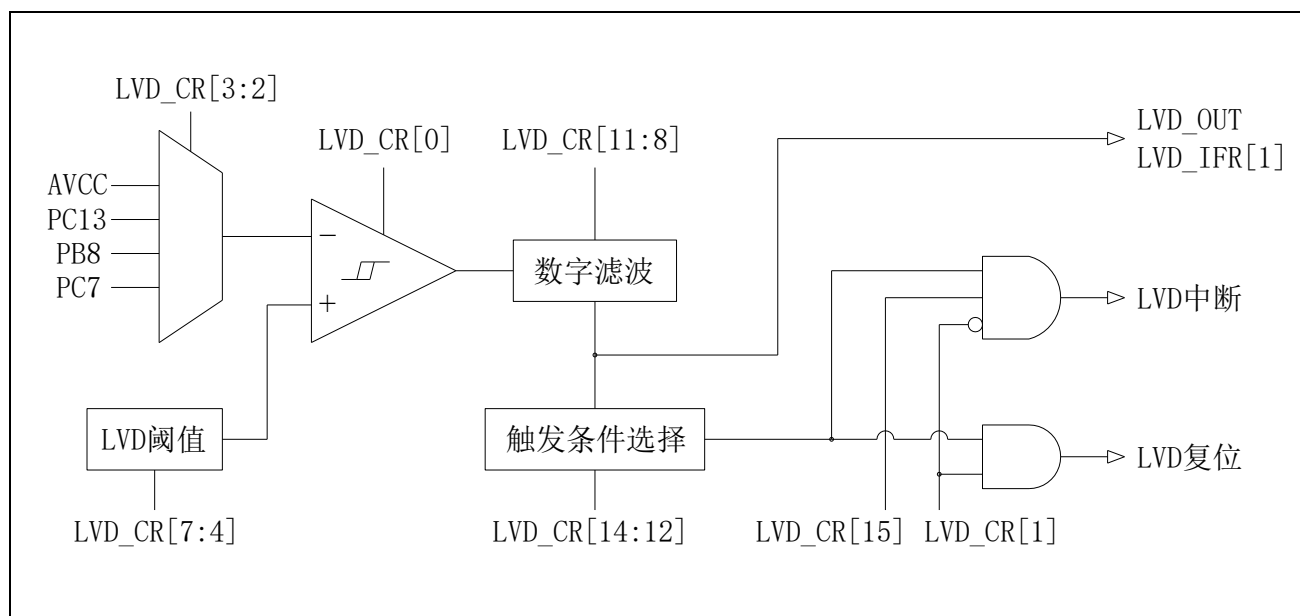 LVD_CR[3:2]
LVD_CR[0]
LVD_CR[11:8]
LVD_OUT
LVD_IFR[1]
AVCC
PC13
PB8
PC7
−
+
数字滤波
LVD中断
LVD阈值
触发条件选择
LVD复位
LVD_CR[7:4]
LVD_CR[14:12]
LVD_CR[15]
LVD_CR[1]